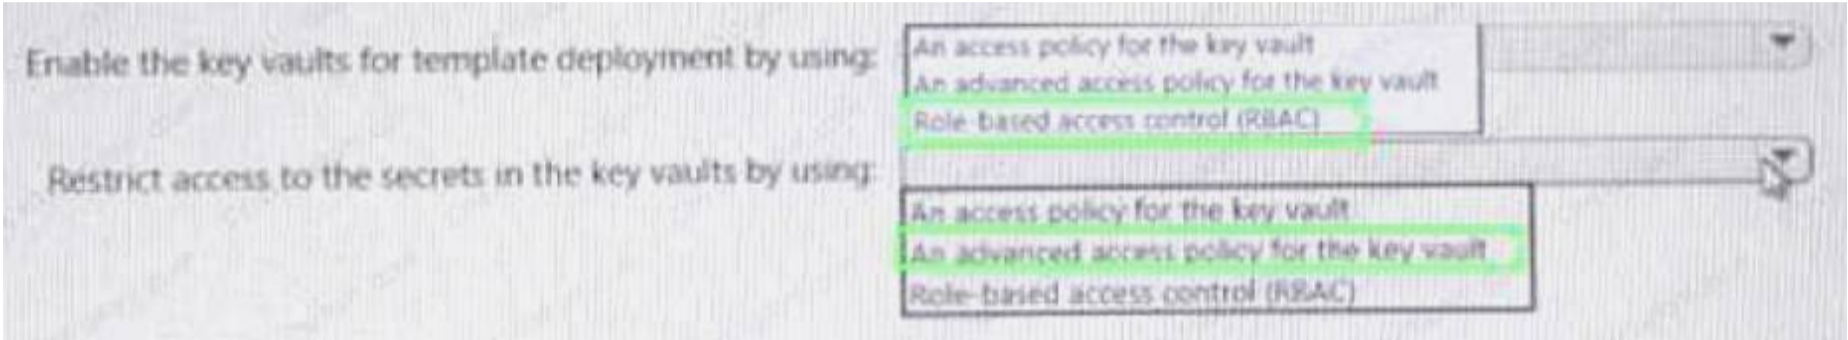 Enable the key vaults for template deployment by using:
An access policy for the key vault
An advanced access policy for the key vault
Role-based access control (RBAC)
Restrict access to the secrets in the key vaults by using:
An access policy for the key vault
An advanced access policy for the key vault
Role-based access control (RBAC)